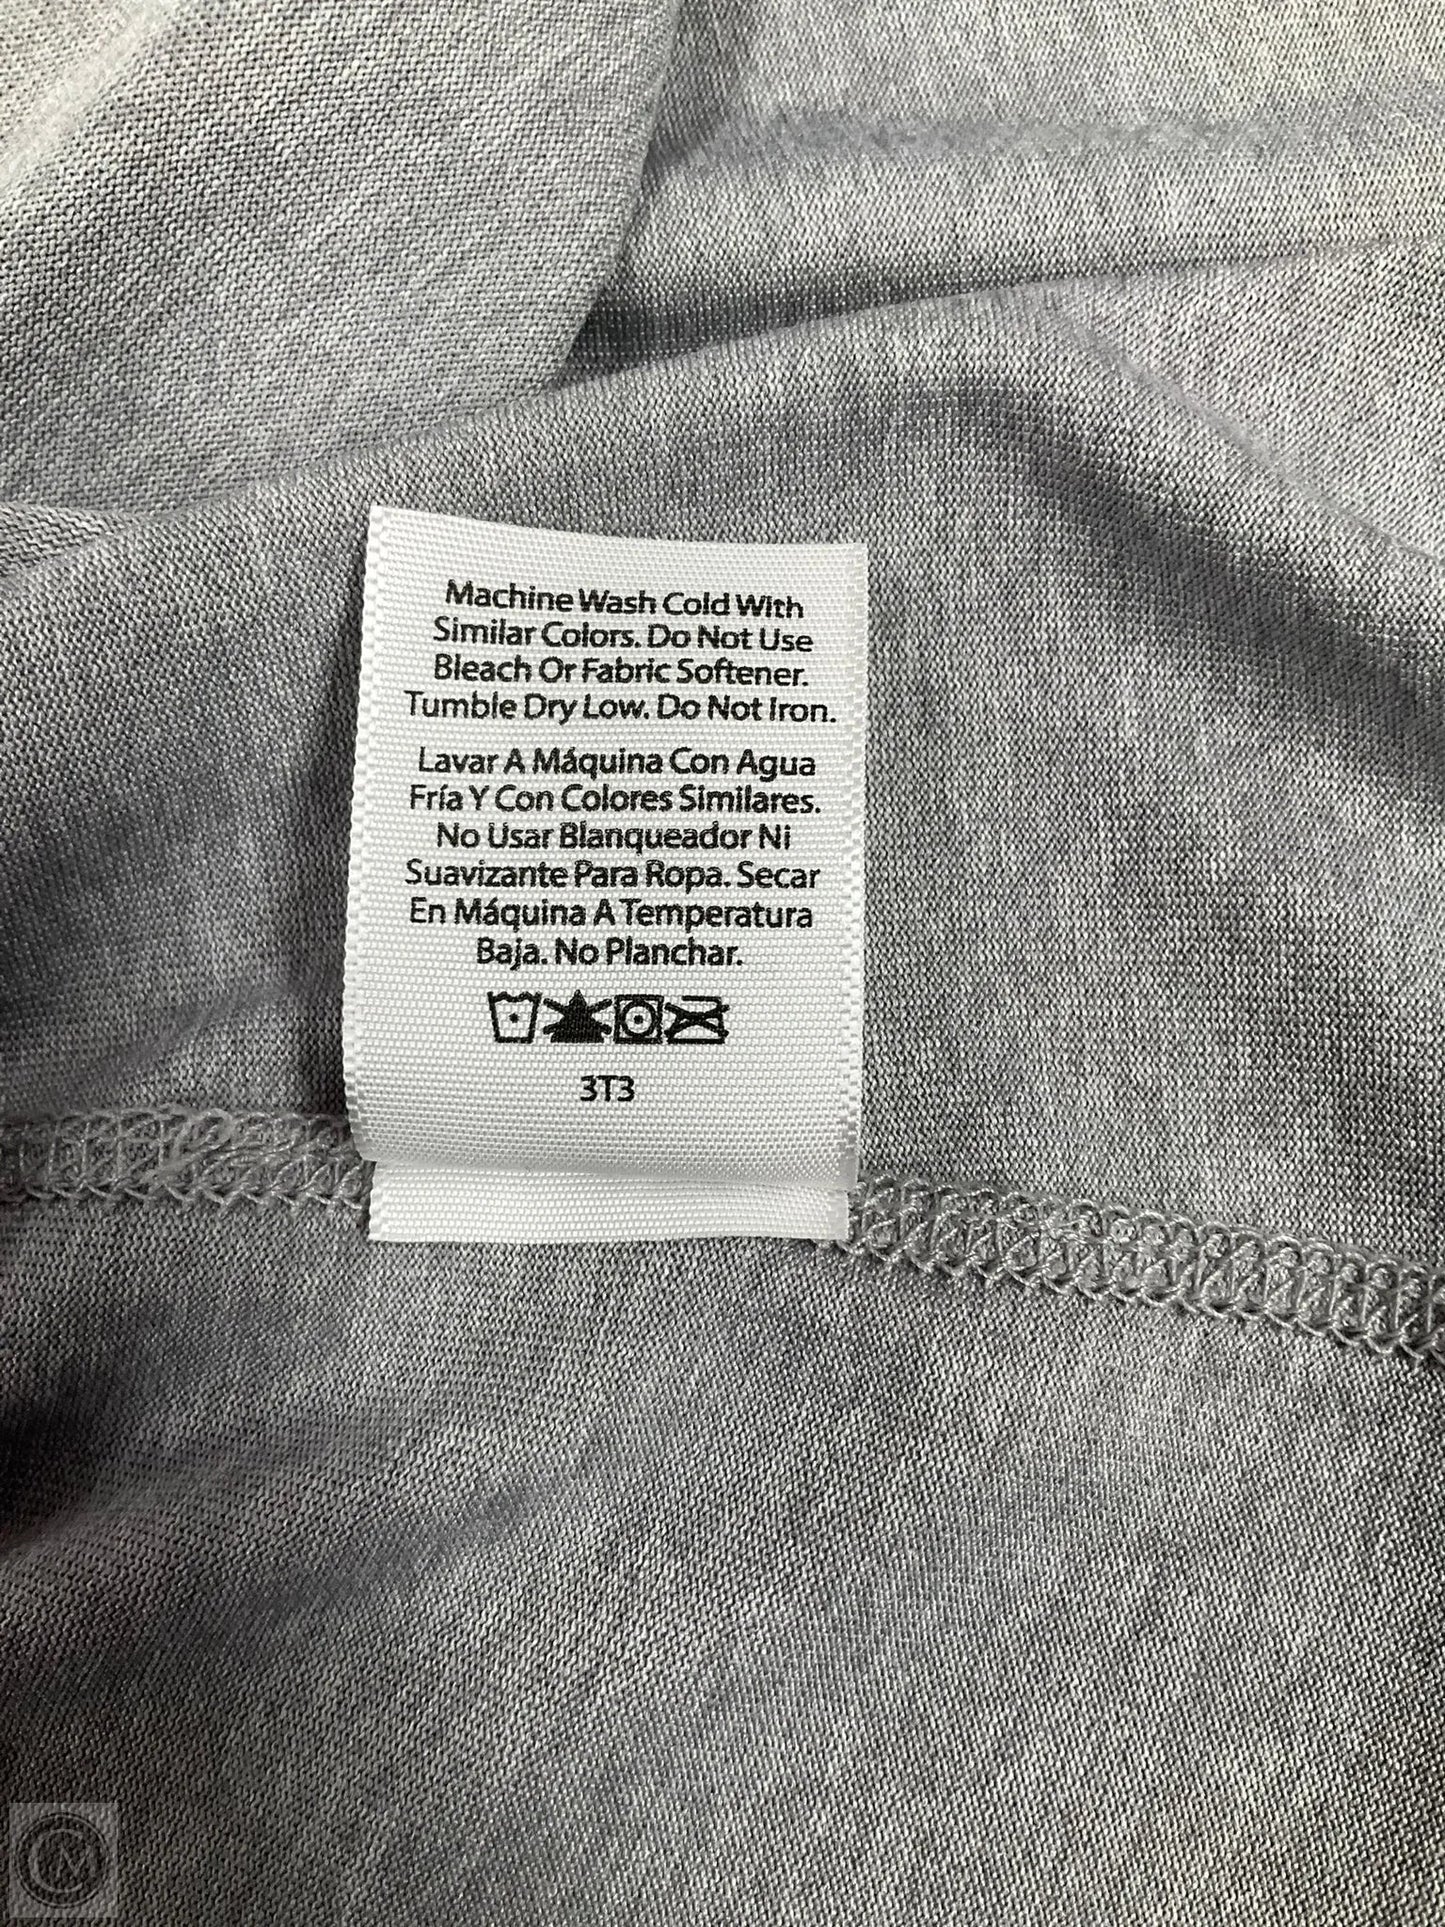 Machine Wash Cold With
Similar Colors. Do Not Use
Bleach Or Fabric Softener.
Tumble Dry Low. Do Not Iron.
Lavar A Máquina Con Agua
Fría Y Con Colores Similares.
No Usar Blanqueador Ni
Suavizante Para Ropa. Secar
En Máquina A Temperatura
Baja. No Planchar.
3T3
CM